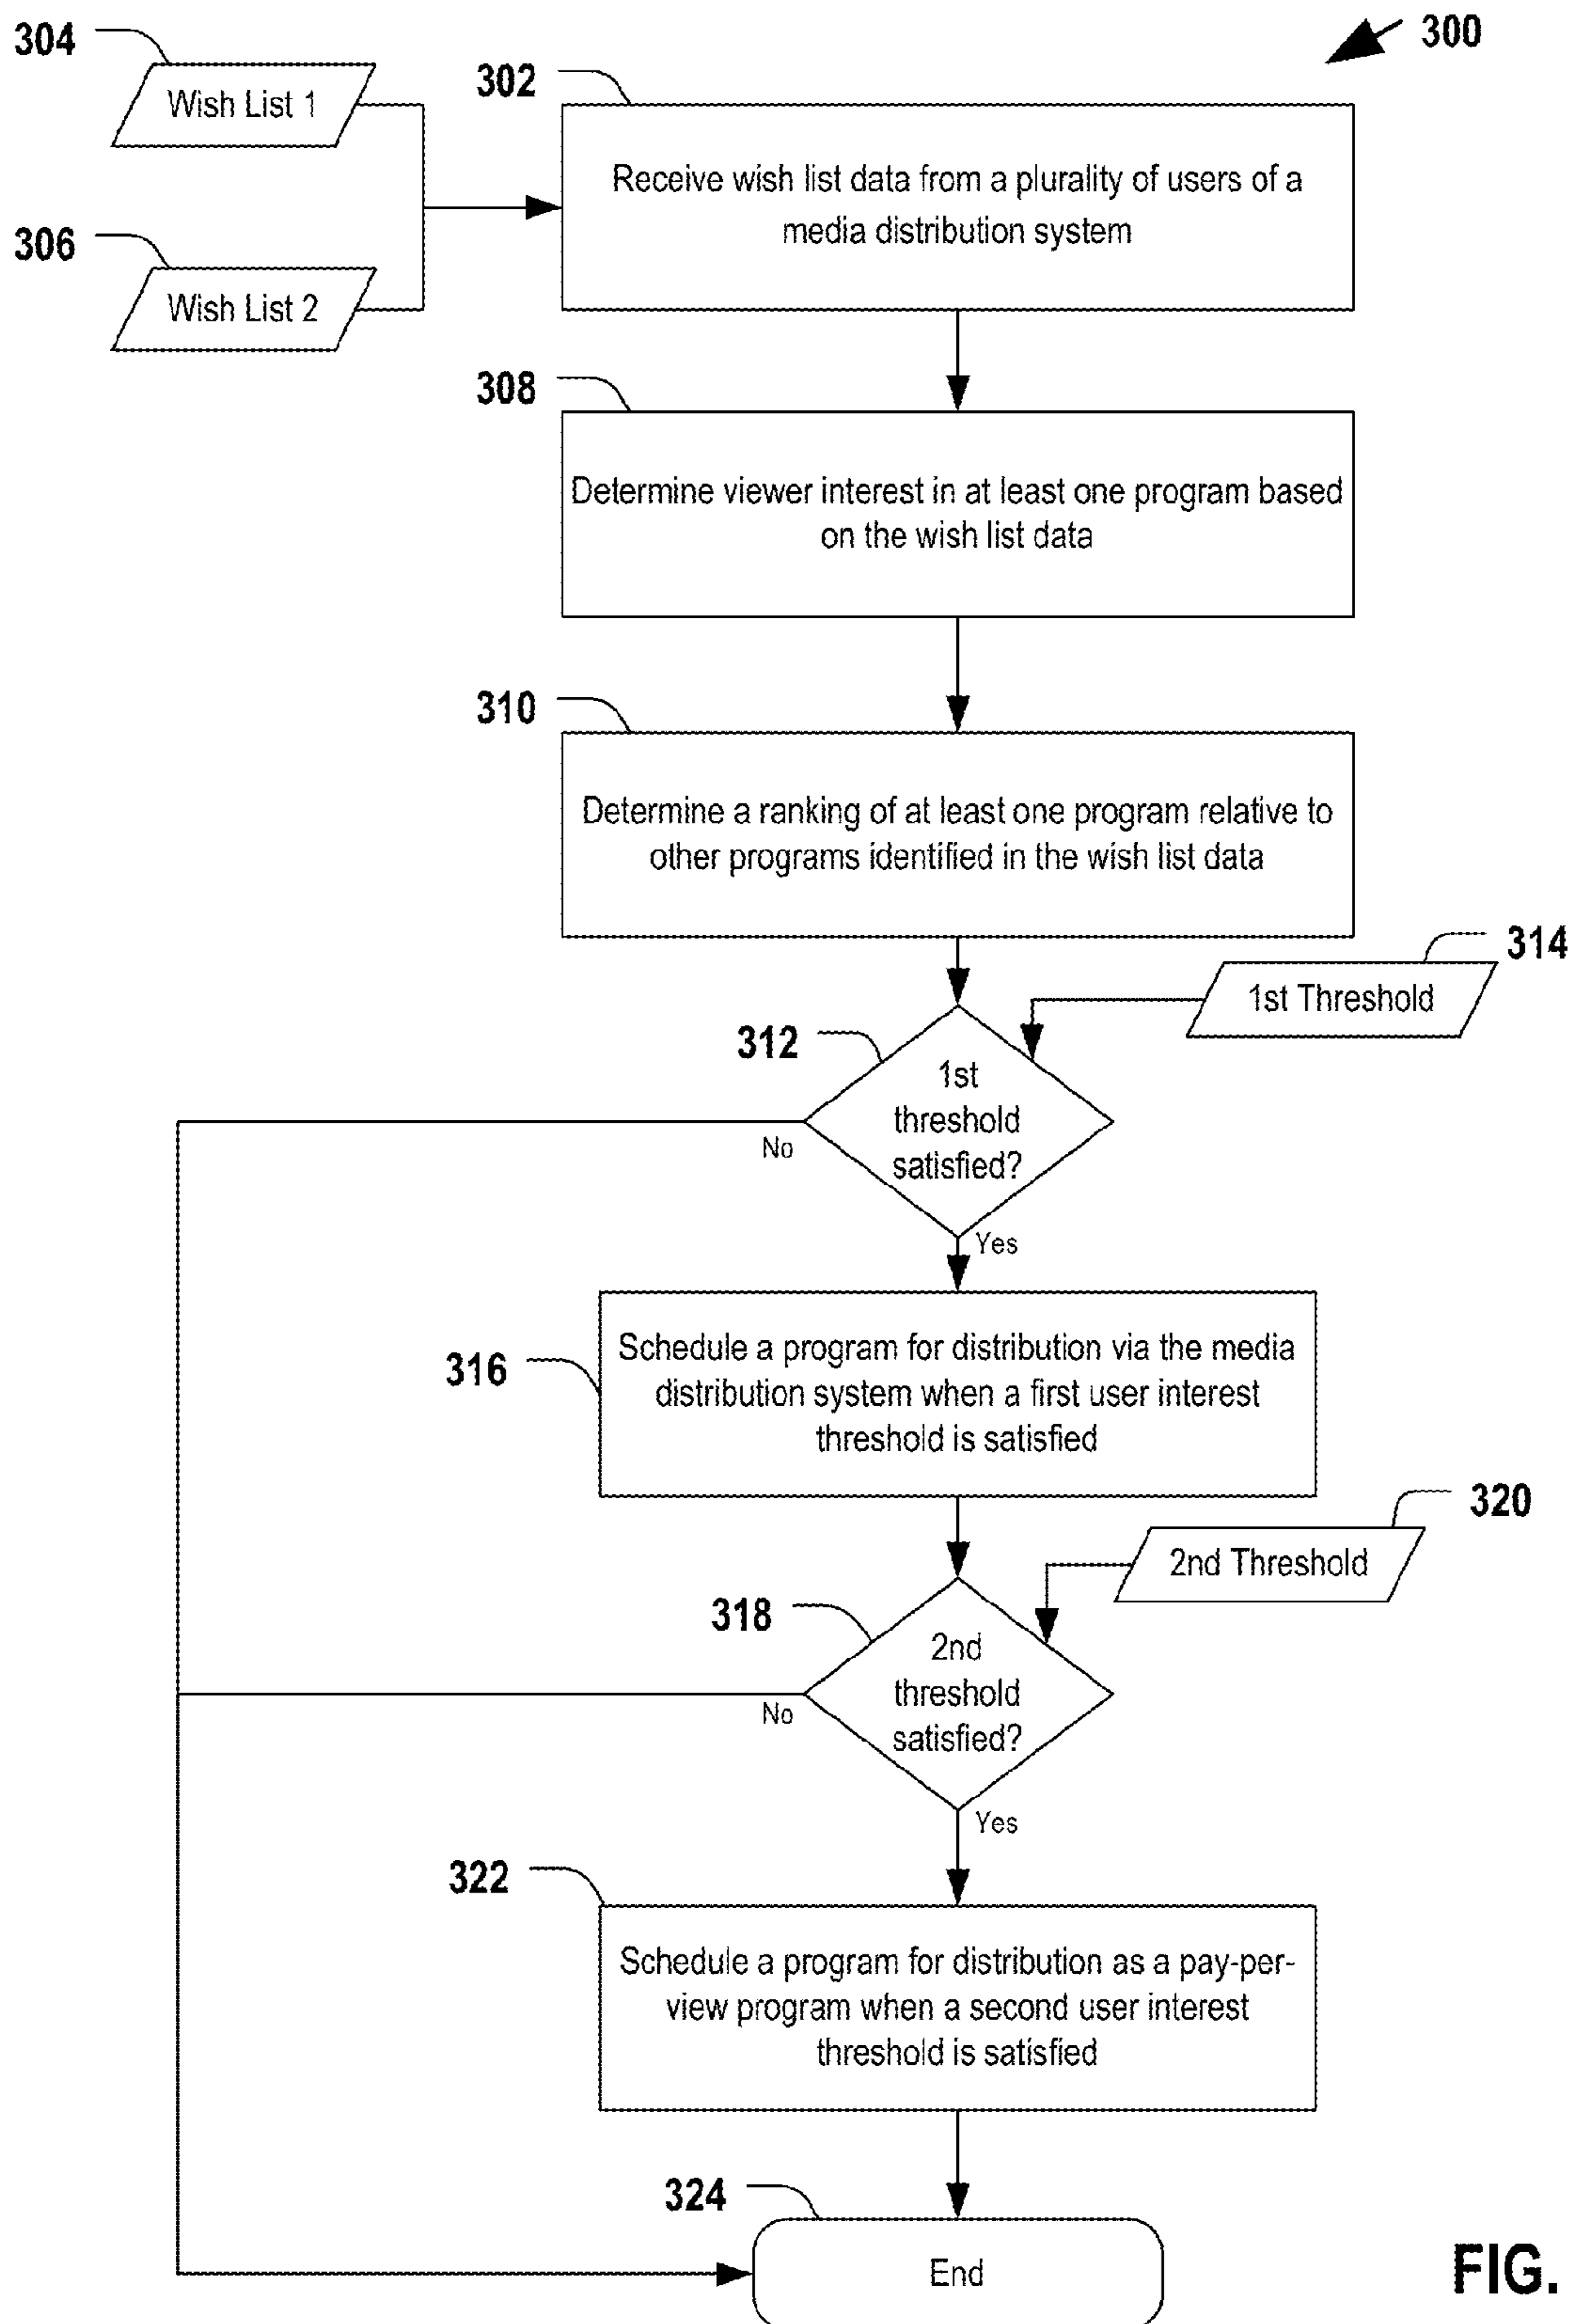 300
304
Wish List 1
302
Receive wish list data from a plurality of users of a
media distribution system
306
Wish List 2
308
Determine viewer interest in at least one program based
on the wish list data
310
Determine a ranking of at least one program relative to
other programs identified in the wish list data
314
1st Threshold
312
1st
threshold
satisfied?
No
Yes
316
Schedule a program for distribution via the media
distribution system when a first user interest
threshold is satisfied
320
2nd Threshold
318
2nd
threshold
satisfied?
No
Yes
322
Schedule a program for distribution as a pay-per-
view program when a second user interest
threshold is satisfied
324
End
FIG.